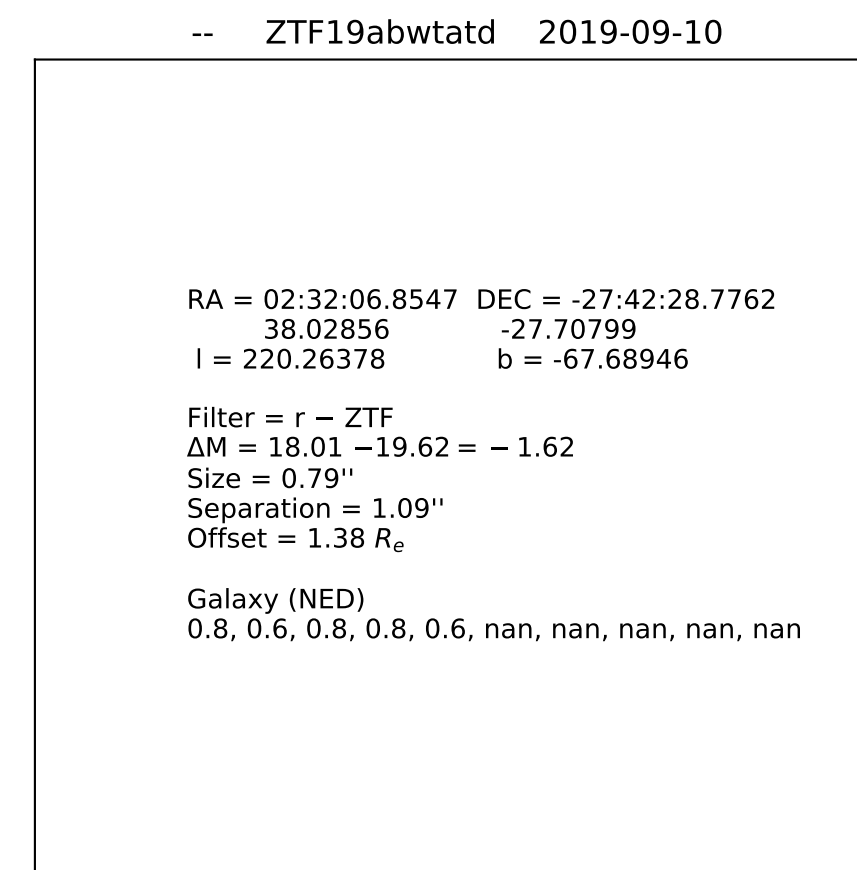 -- ZTF19abwtatd 2019-09-10
RA = 02:32:06.8547 DEC = -27:42:28.7762
38.02856 -27.70799
l = 220.26378 b = -67.68946
Filter = r − ZTF
ΔM = 18.01 −19.62 = − 1.62
Size = 0.79''
Separation = 1.09''
Offset = 1.38 Rₑ
Galaxy (NED)
0.8, 0.6, 0.8, 0.8, 0.6, nan, nan, nan, nan, nan